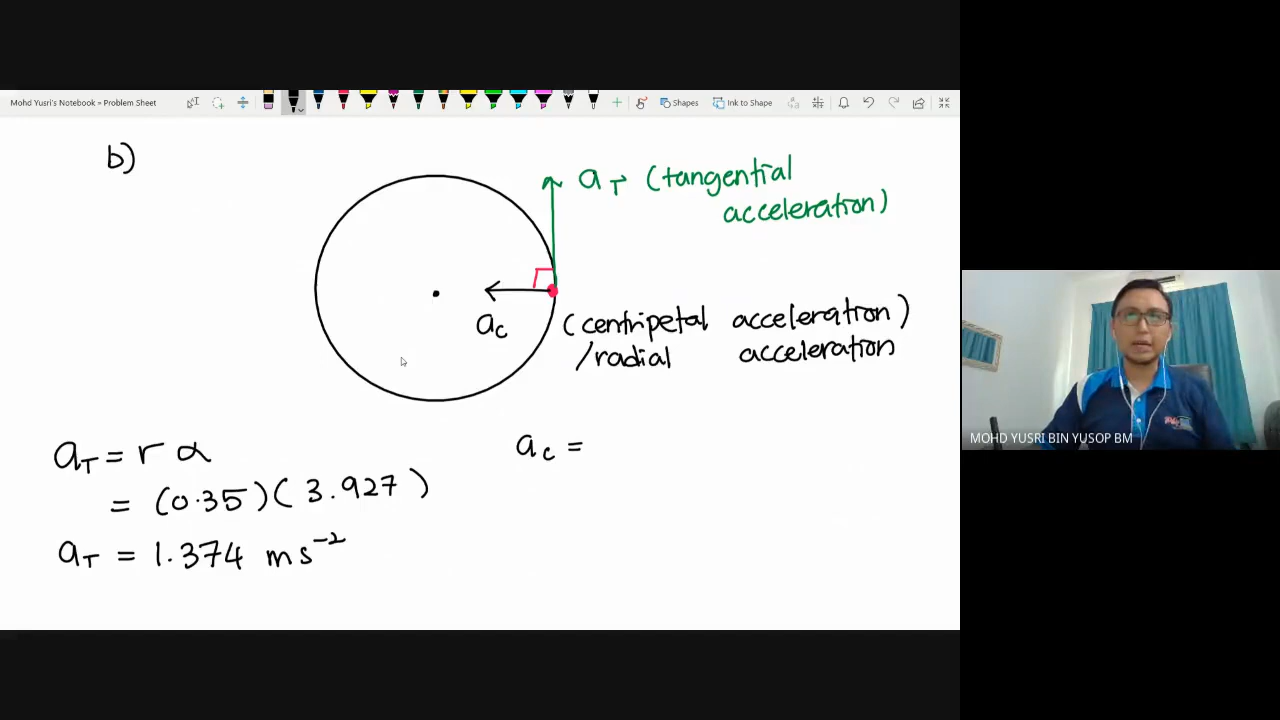 Mohd Yusri's Notebook » Problem Sheet
Shapes
Ink to Shape
b)
a_T (tangential
acceleration)
a_c (centripetal acceleration)
/radial acceleration
a_T = r α
= (0.35)(3.927)
a_T = 1.374 ms⁻²
a_c =
MOHD YUSRI BIN YUSOP BM